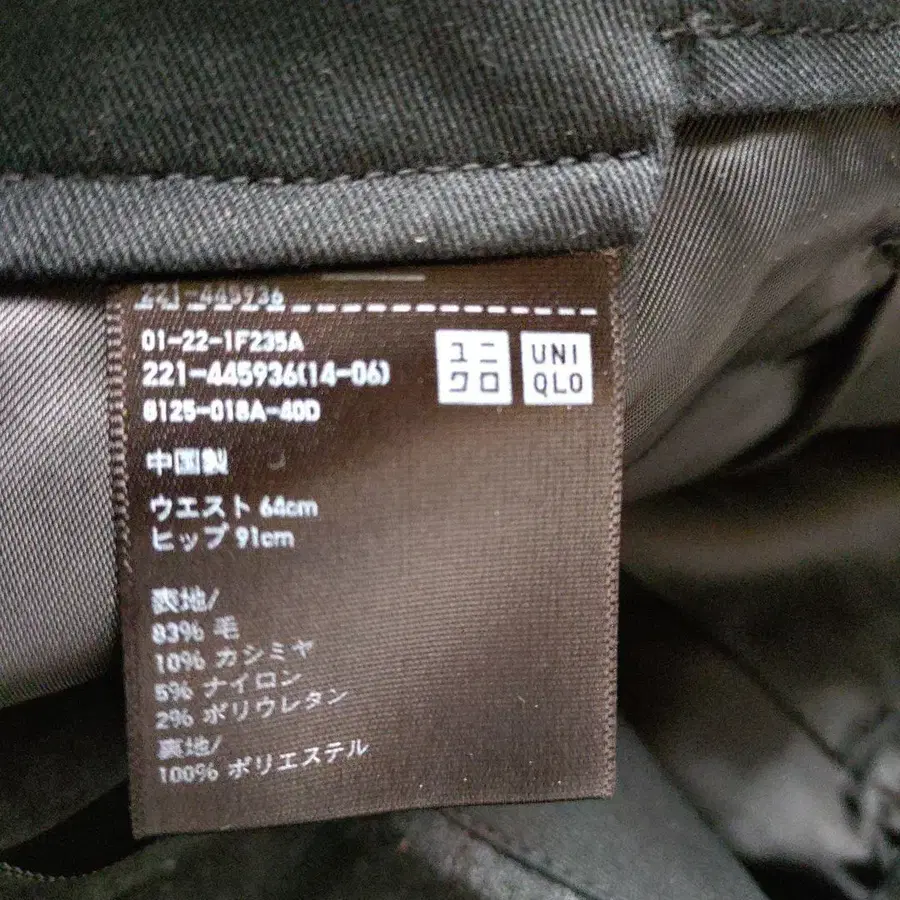 221-445936
01-22-1F235A
221-445936(14-06)
8125-018A-40D
ユニ
クロ
UNI
QLO
中国製
ウエスト 64cm
ヒップ 91cm
表地/
83% 毛
10% カシミヤ
5% ナイロン
2% ポリウレタン
裏地/
100% ポリエステル